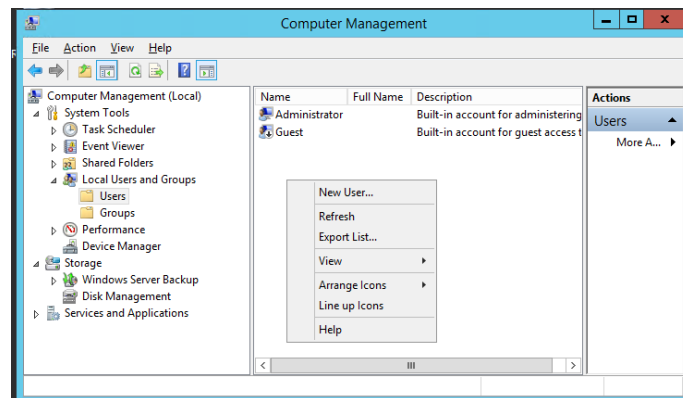 Computer Management
File Action View Help
Computer Management (Local)
System Tools
Task Scheduler
Event Viewer
Shared Folders
Local Users and Groups
Users
Groups
Performance
Device Manager
Storage
Windows Server Backup
Disk Management
Services and Applications
Name Full Name Description
Administrator Built-in account for administering
Guest Built-in account for guest access t
New User...
Refresh
Export List...
View
Arrange Icons
Line up Icons
Help
Actions
Users
More A...